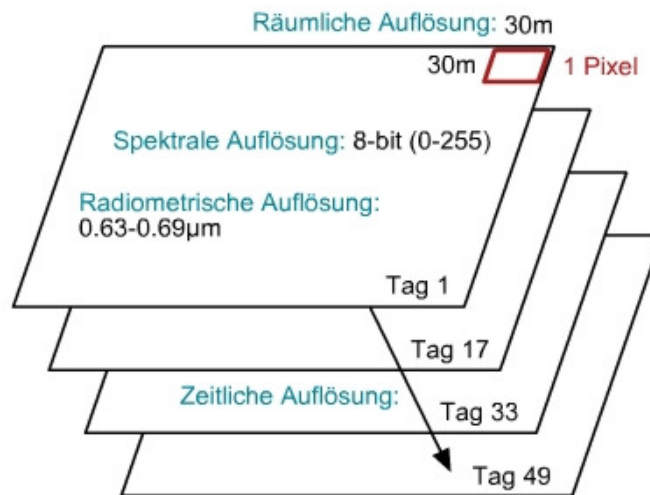 Räumliche Auflösung: 30m
30m
1 Pixel
Spektrale Auflösung: 8-bit (0-255)
Radiometrische Auflösung:
0.63-0.69µm
Tag 1
Tag 17
Zeitliche Auflösung:
Tag 33
Tag 49